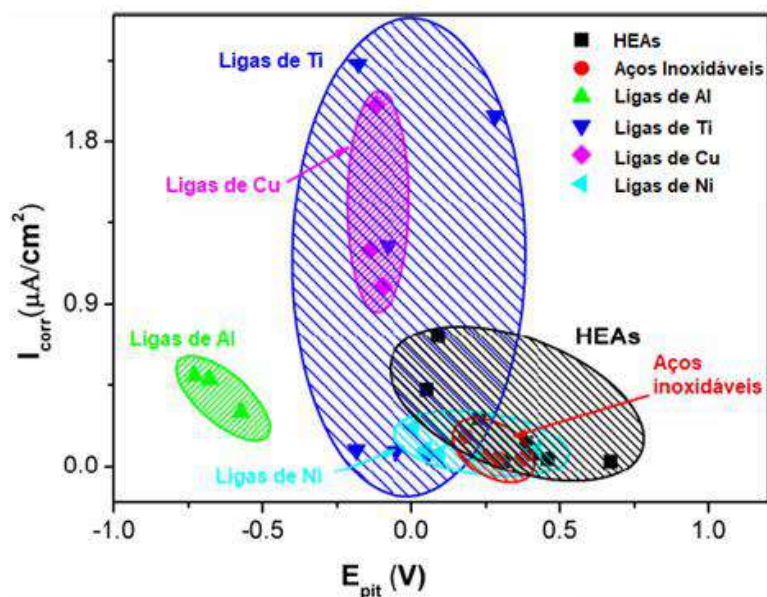 Ligas de Ti
HEAs
Aços Inoxidáveis
Ligas de Al
Ligas de Ti
Ligas de Cu
Ligas de Ni
1.8
Ligas de Cu
I_corr (μA/cm²)
0.9
Ligas de Al
HEAs
Aços
inoxidáveis
0.0
Ligas de Ni
-1.0 -0.5 0.0 0.5 1.0
E_pit (V)